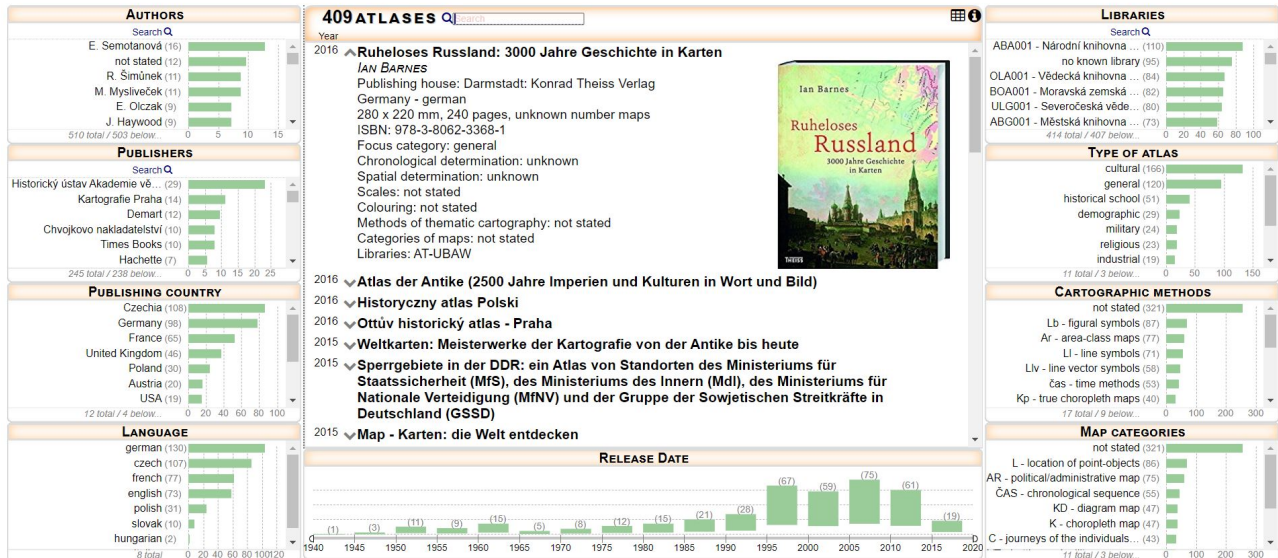 AUTHORS
Search
E. Semotanová (16)
not stated (12)
R. Šimůnek (11)
M. Mysliveček (11)
E. Olczak (9)
J. Haywood (9)
0 5 10 15
510 total / 503 below...
PUBLISHERS
Search
Historický ústav Akademie vě... (29)
Kartografie Praha (14)
Demart (12)
Chvojkovo nakladatelství (10)
Times Books (10)
Hachette (7)
0 5 10 15 20 25
245 total / 238 below...
PUBLISHING COUNTRY
Czechia (108)
Germany (98)
France (65)
United Kingdom (46)
Poland (30)
Austria (20)
USA (19)
0 20 40 60 80 100
12 total / 4 below...
LANGUAGE
german (130)
czech (107)
french (77)
english (73)
polish (31)
slovak (10)
hungarian (2)
0 20 40 60 80 100 120
8 total
409 ATLASES
Search
Year
2016 Ruheloses Russland: 3000 Jahre Geschichte in Karten
IAN BARNES
Publishing house: Darmstadt: Konrad Theiss Verlag
Germany - german
280 x 220 mm, 240 pages, unknown number maps
ISBN: 978-3-8062-3368-1
Focus category: general
Chronological determination: unknown
Spatial determination: unknown
Scales: not stated
Colouring: not stated
Methods of thematic cartography: not stated
Categories of maps: not stated
Libraries: AT-UBAW
Ian Barnes
Ruheloses
Russland
3000 Jahre Geschichte
in Karten
THEISS
2016 Atlas der Antike (2500 Jahre Imperien und Kulturen in Wort und Bild)
2016 Historyczny atlas Polski
2016 Ottův historický atlas - Praha
2015 Weltkarten: Meisterwerke der Kartografie von der Antike bis heute
2015 Sperrgebiete in der DDR: ein Atlas von Standorten des Ministeriums für
Staatssicherheit (MfS), des Ministeriums des Innern (MdI), des Ministeriums für
Nationale Verteidigung (MfNV) und der Gruppe der Sowjetischen Streitkräfte in
Deutschland (GSSD)
2015 Map - Karten: die Welt entdecken
RELEASE DATE
(1) (3) (11) (9) (15) (5) (8) (12) (15) (21) (28) (67) (59) (75) (61) (19)
1940 1945 1950 1955 1960 1965 1970 1975 1980 1985 1990 1995 2000 2005 2010 2015 2020
LIBRARIES
Search
ABA001 - Národní knihovna ... (110)
no known library (95)
OLA001 - Vědecká knihovna ... (84)
BOA001 - Moravská zemská ... (82)
ULG001 - Severočeská věde... (80)
ABG001 - Městská knihovna ... (73)
0 20 40 60 80 100
414 total / 407 below...
TYPE OF ATLAS
cultural (166)
general (120)
historical school (51)
demographic (29)
military (24)
religious (23)
industrial (19)
0 50 100 150
11 total / 3 below...
CARTOGRAPHIC METHODS
not stated (321)
Lb - figural symbols (87)
Ar - area-class maps (77)
Ll - line symbols (71)
Llv - line vector symbols (58)
čas - time methods (53)
Kp - true choropleth maps (40)
0 100 200 300
17 total / 9 below...
MAP CATEGORIES
not stated (321)
L - location of point-objects (86)
AR - political/administrative map (75)
ČAS - chronological sequence (55)
KD - diagram map (47)
K - choropleth map (47)
C - journeys of the individuals... (43)
0 100 200 300
11 total / 3 below...